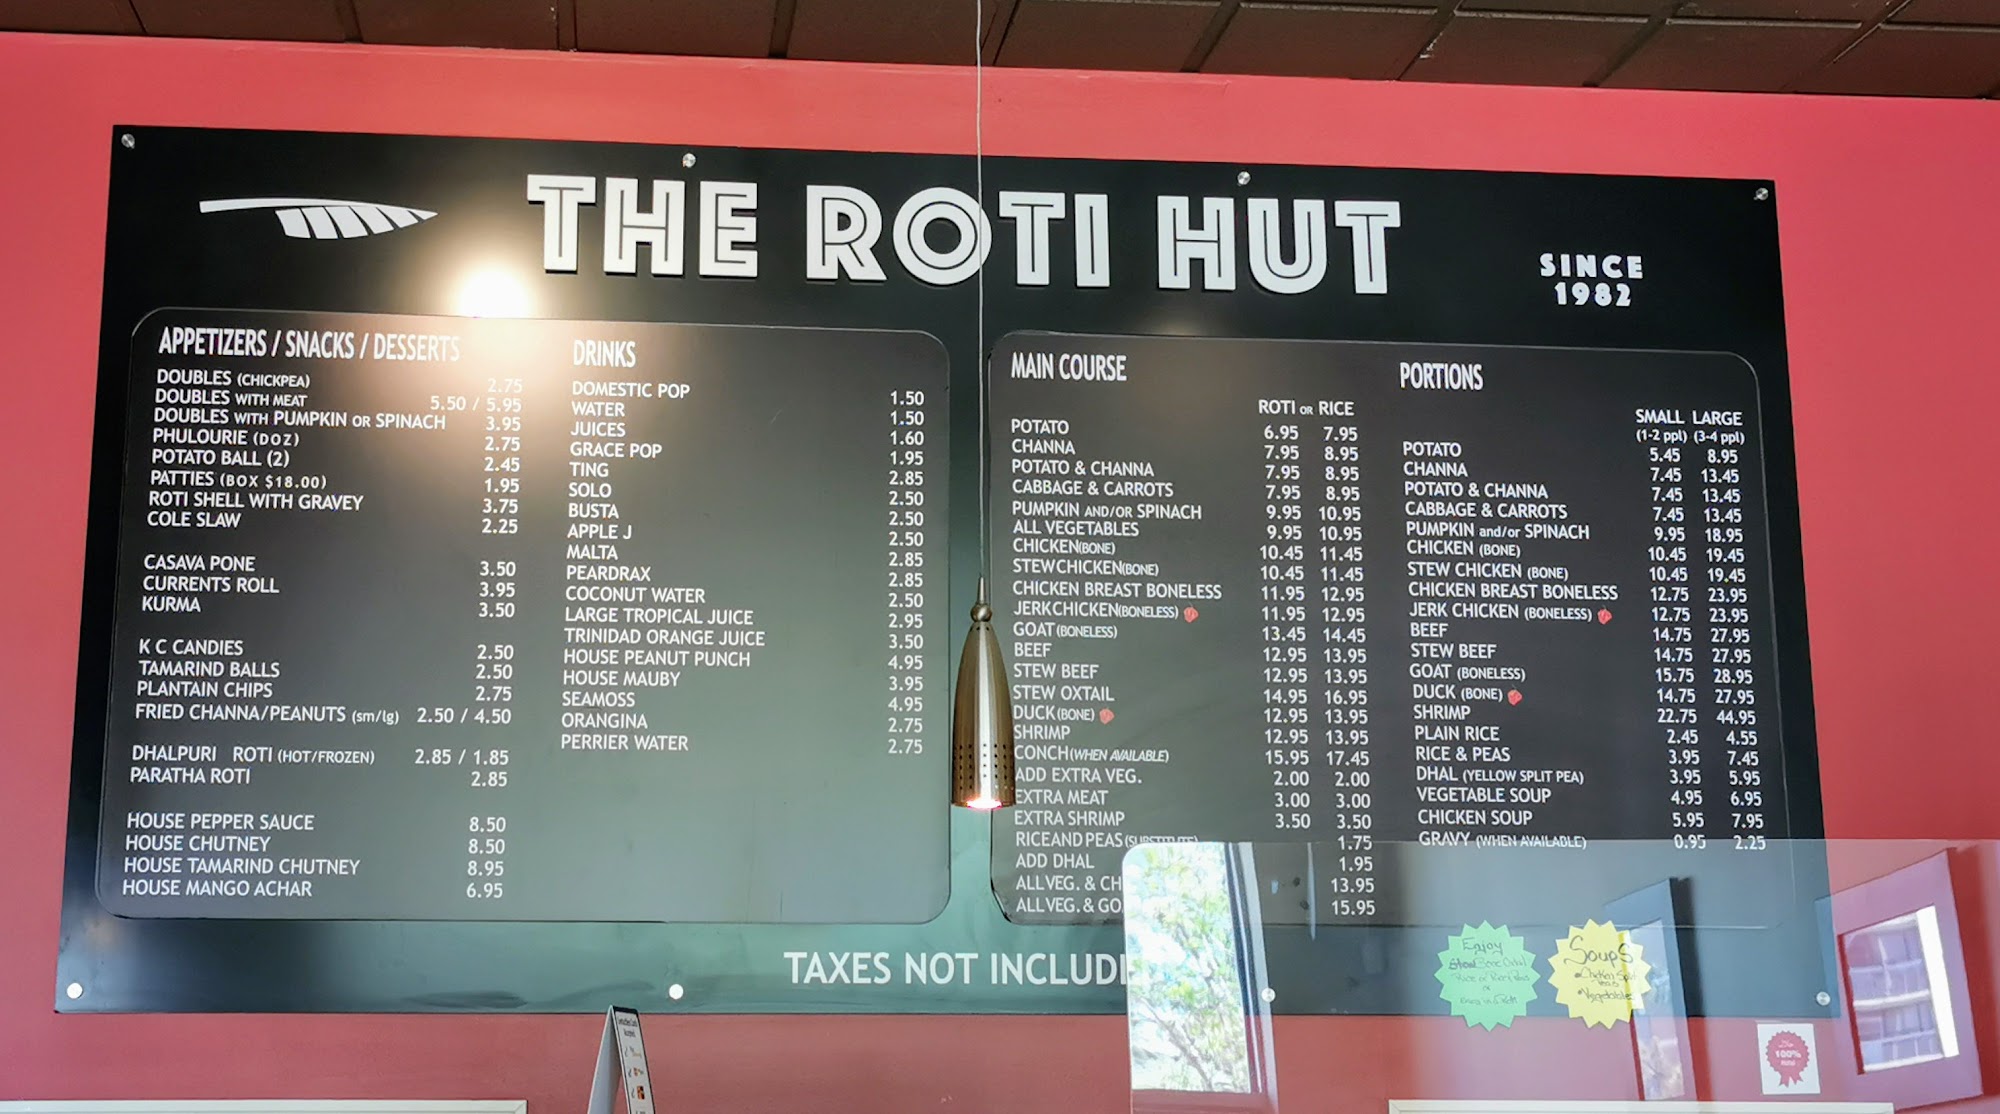 THE ROTI HUT
SINCE
1982
APPETIZERS / SNACKS / DESSERTS
DOUBLES (CHICKPEA) 2.75
DOUBLES WITH MEAT 5.50 / 5.95
DOUBLES WITH PUMPKIN OR SPINACH 3.95
PHULOURIE (DOZ) 2.75
POTATO BALL (2) 2.45
PATTIES (BOX $18.00) 1.95
ROTI SHELL WITH GRAVEY 3.75
COLE SLAW 2.25
CASAVA PONE 3.50
CURRENTS ROLL 3.95
KURMA 3.50
K C CANDIES 2.50
TAMARIND BALLS 2.50
PLANTAIN CHIPS 2.75
FRIED CHANNA/PEANUTS (sm/lg) 2.50 / 4.50
DHALPURI ROTI (HOT/FROZEN) 2.85 / 1.85
PARATHA ROTI 2.85
HOUSE PEPPER SAUCE 8.50
HOUSE CHUTNEY 8.50
HOUSE TAMARIND CHUTNEY 8.95
HOUSE MANGO ACHAR 6.95
DRINKS
DOMESTIC POP 1.50
WATER 1.50
JUICES 1.60
GRACE POP 1.95
TING 2.85
SOLO 2.50
BUSTA 2.50
APPLE J 2.50
MALTA 2.85
PEARDRAX 2.85
COCONUT WATER 2.50
LARGE TROPICAL JUICE 2.95
TRINIDAD ORANGE JUICE 3.50
HOUSE PEANUT PUNCH 4.95
HOUSE MAUBY 3.95
SEAMOSS 4.95
ORANGINA 2.75
PERRIER WATER 2.75
MAIN COURSE
ROTI OR RICE
POTATO 6.95 7.95
CHANNA 7.95 8.95
POTATO & CHANNA 7.95 8.95
CABBAGE & CARROTS 7.95 8.95
PUMPKIN AND/OR SPINACH 9.95 10.95
ALL VEGETABLES 9.95 10.95
CHICKEN(BONE) 10.45 11.45
STEW CHICKEN(BONE) 10.45 11.45
CHICKEN BREAST BONELESS 11.95 12.95
JERK CHICKEN(BONELESS) 11.95 12.95
GOAT (BONELESS) 13.45 14.45
BEEF 12.95 13.95
STEW BEEF 12.95 13.95
STEW OXTAIL 14.95 16.95
DUCK (BONE) 12.95 13.95
SHRIMP 12.95 13.95
CONCH (WHEN AVAILABLE) 15.95 17.45
ADD EXTRA VEG. 2.00 2.00
EXTRA MEAT 3.00 3.00
EXTRA SHRIMP 3.50 3.50
RICE AND PEAS (SUBSTITUTE) 1.75
ADD DHAL 1.95
ALL VEG. & CH 13.95
ALL VEG. & GO 15.95
PORTIONS
SMALL LARGE
(1-2 ppl) (3-4 ppl)
POTATO 5.45 8.95
CHANNA 7.45 13.45
POTATO & CHANNA 7.45 13.45
CABBAGE & CARROTS 7.45 13.45
PUMPKIN and/or SPINACH 9.95 18.95
CHICKEN (BONE) 10.45 19.45
STEW CHICKEN (BONE) 10.45 19.45
CHICKEN BREAST BONELESS 12.75 23.95
JERK CHICKEN (BONELESS) 12.75 23.95
BEEF 14.75 27.95
STEW BEEF 14.75 27.95
GOAT (BONELESS) 15.75 28.95
DUCK (BONE) 14.75 27.95
SHRIMP 22.75 44.95
PLAIN RICE 2.45 4.55
RICE & PEAS 3.95 7.45
DHAL (YELLOW SPLIT PEA) 3.95 5.95
VEGETABLE SOUP 4.95 6.95
CHICKEN SOUP 5.95 7.95
GRAVY (WHEN AVAILABLE) 0.95 2.25
TAXES NOT INCLUD
Enjoy
Soups
Chicken Split
Peas
Vegetable
100%